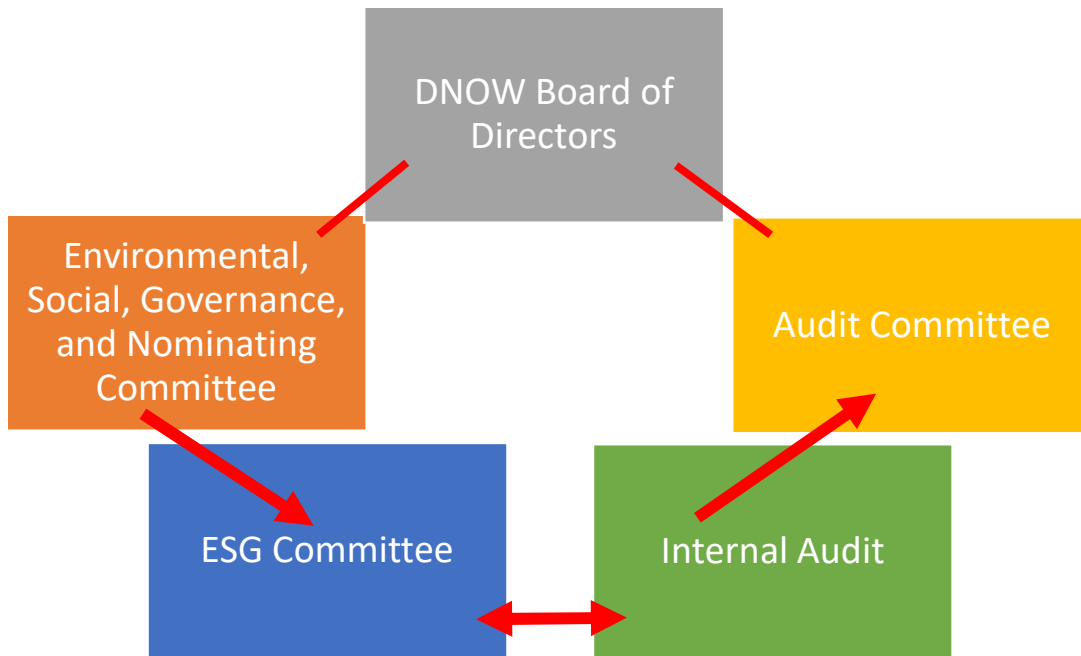 DNOW Board of
Directors
Environmental,
Social, Governance,
and Nominating
Committee
Audit Committee
ESG Committee
Internal Audit